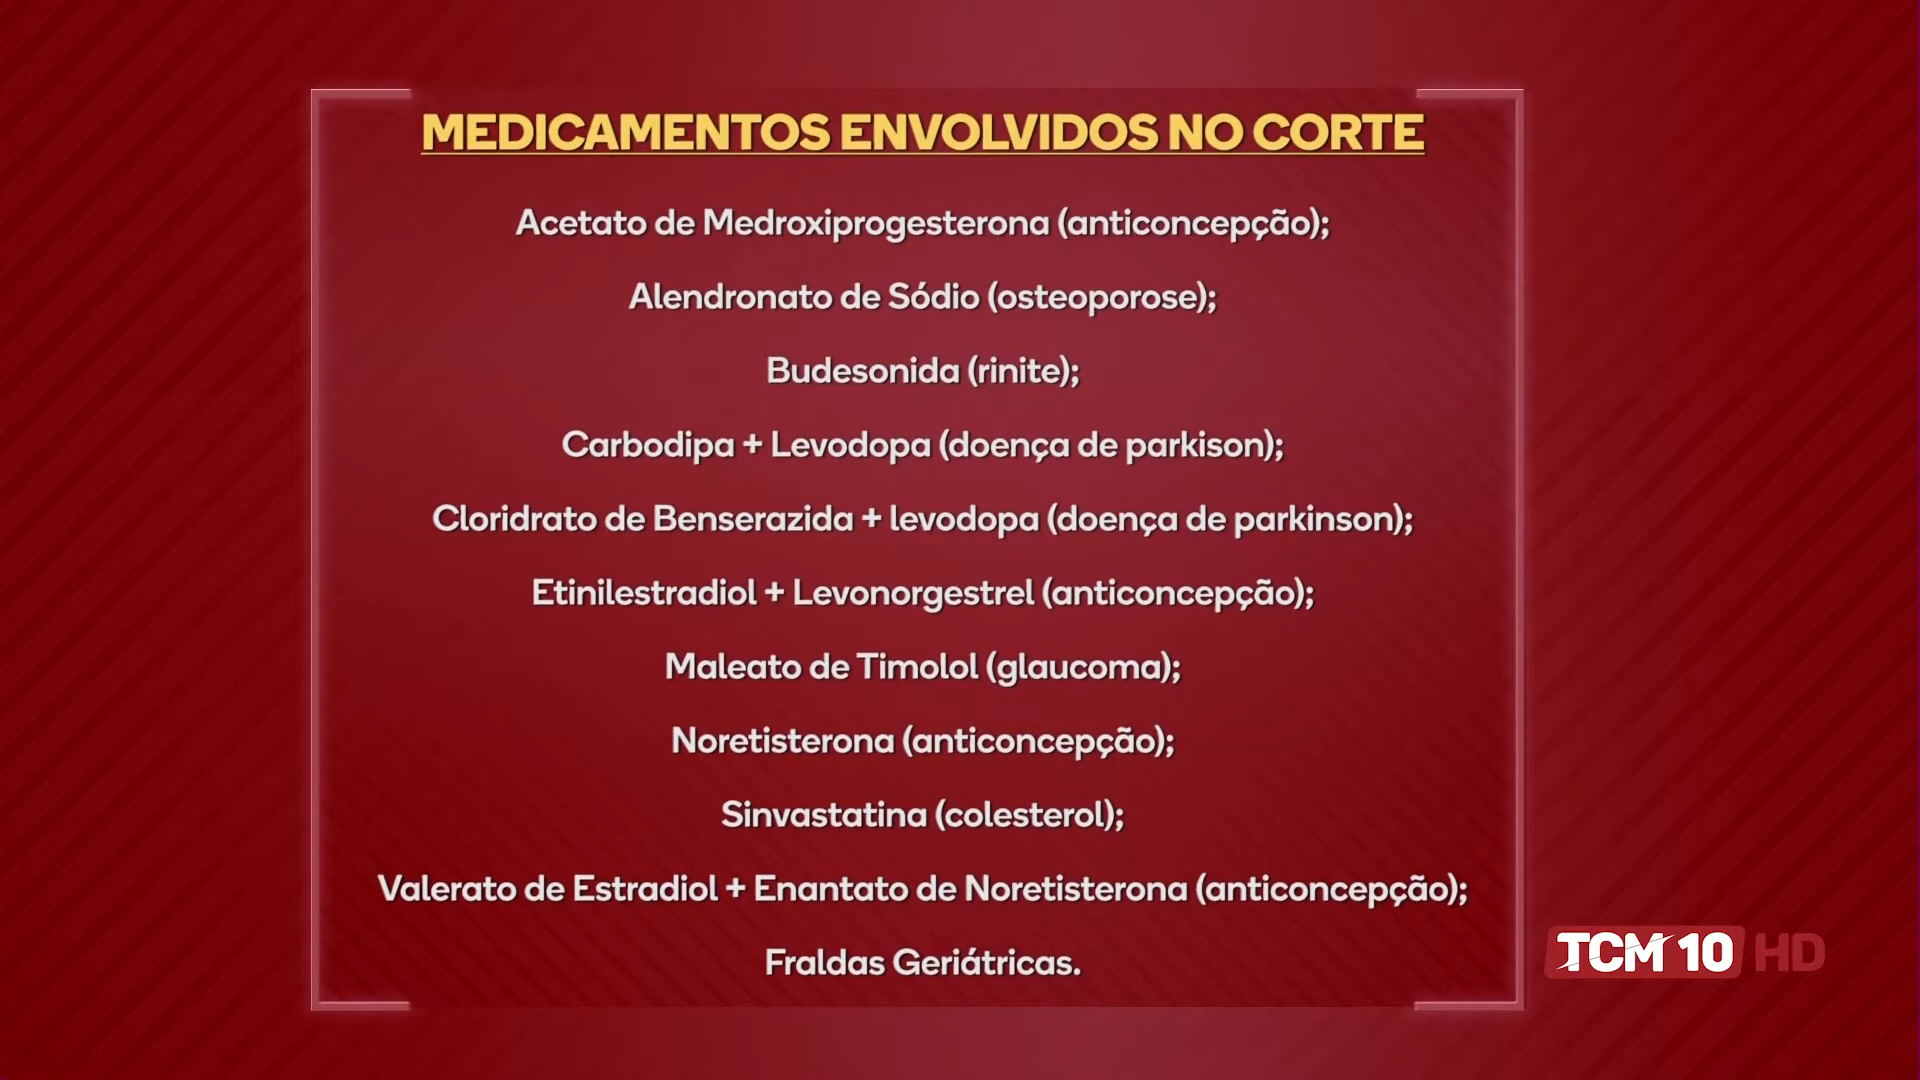 MEDICAMENTOS ENVOLVIDOS NO CORTE
Acetato de Medroxiprogesterona (anticoncepção);
Alendronato de Sódio (osteoporose);
Budesonida (rinite);
Carbodipa + Levodopa (doença de parkison);
Cloridrato de Benserazida + levodopa (doença de parkinson);
Etinilestradiol + Levonorgestrel (anticoncepção);
Maleato de Timolol (glaucoma);
Noretisterona (anticoncepção);
Sinvastatina (colesterol);
Valerato de Estradiol + Enantato de Noretisterona (anticoncepção);
Fraldas Geriátricas.
TCM 10 HD